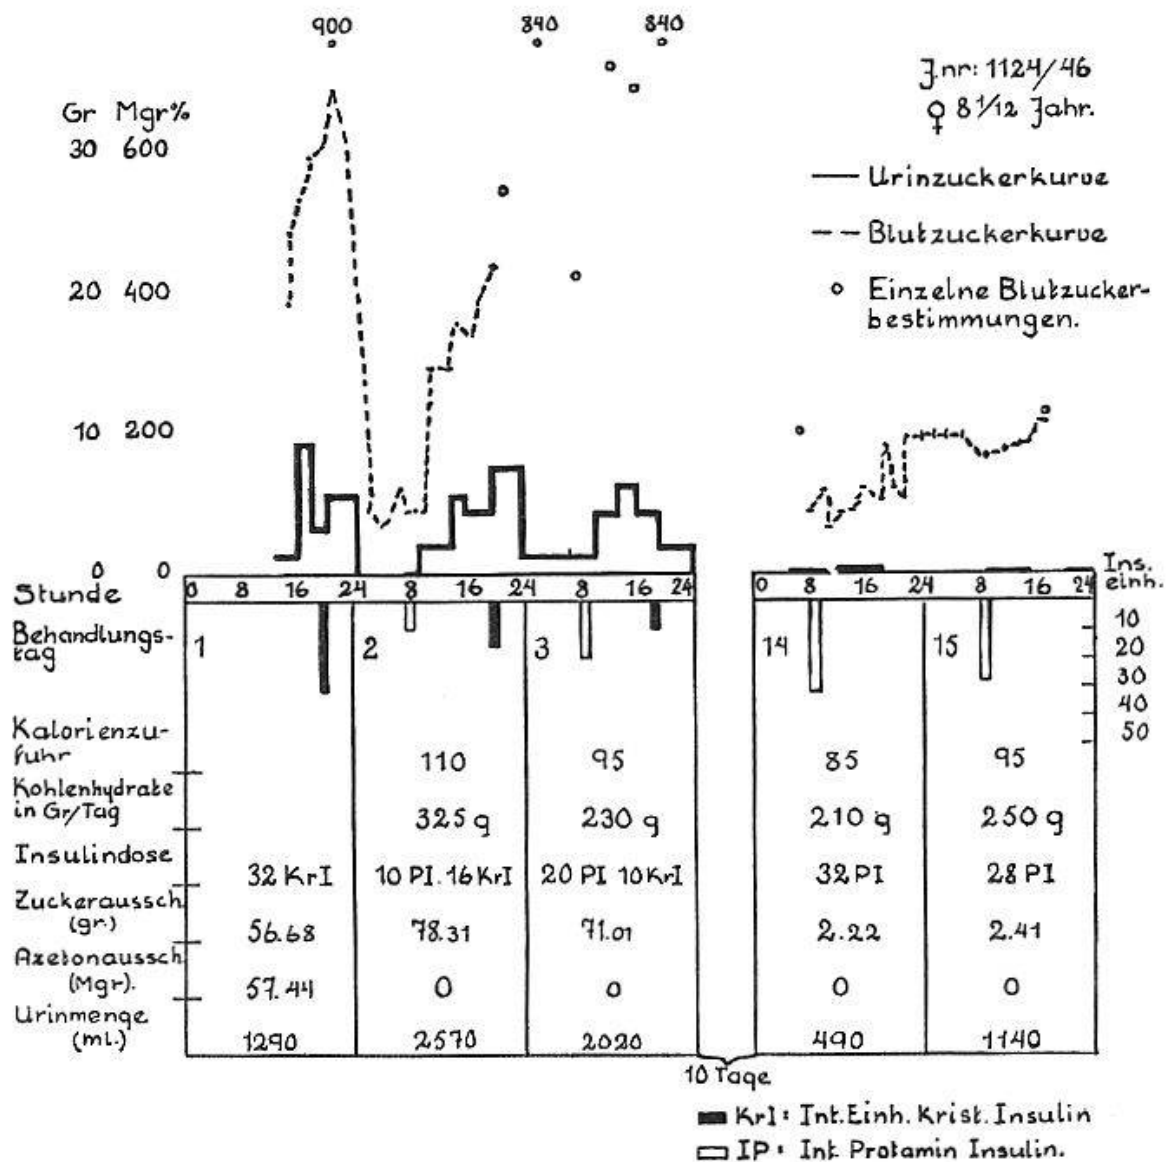 900 840 840
J.nr: 1124/46
♀ 8 1/12 Jahr.
Gr Mgr%
30 600
Urinzuckerkurve
Blutzuckerkurve
20 400
Einzelne Blutzucker-
bestimmungen.
10 200
0 0
Ins.
einh.
Stunde 0 8 16 24 8 16 24 8 16 24 0 8 16 24 8 16 24
Behandlungs-
tag
1 2 3 14 15
10
20
30
40
50
Kalorienzu-
fuhr
110 95 85 95
Kohlenhydrate
in Gr/Tag
325 g 230 g 210 g 250 g
Insulindose
32 KrI 10 PI. 16 KrI 20 PI 10 KrI 32 PI 28 PI
Zuckeraussch
(gr.)
56.68 78.31 71.01 2.22 2.41
Azetonaussch
(Mgr).
57.44 0 0 0 0
Urinmenge
(ml.)
1290 2570 2020 490 1140
10 Tage
KrI: Int. Einh. Krist. Insulin
IP: Int. Protamin Insulin.